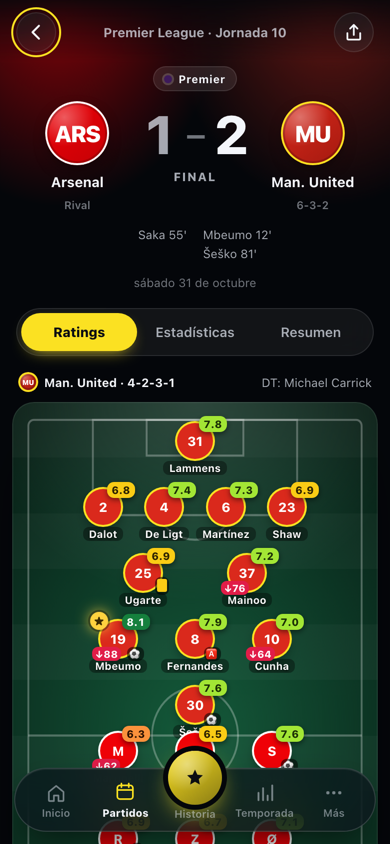 Premier League · Jornada 10
Premier
ARS
1 – 2
MU
Arsenal
FINAL
Man. United
Rival
6-3-2
Saka 55' Mbeumo 12'
Šeško 81'
sábado 31 de octubre
Ratings Estadísticas Resumen
MU Man. United · 4-2-3-1 DT: Michael Carrick
7.8
31
Lammens
6.8 7.4 7.3 6.9
2 4 6 23
Dalot De Ligt Martínez Shaw
6.9 7.2
25 37
↓76
Ugarte Mainoo
8.1 7.9 7.0
19 8 10
↓88 A ↓64
Mbeumo Fernandes Cunha
7.6
30
6.3 6.5 7.6
M S
↓62
Inicio Partidos Historia Temporada Más
R Z Ø